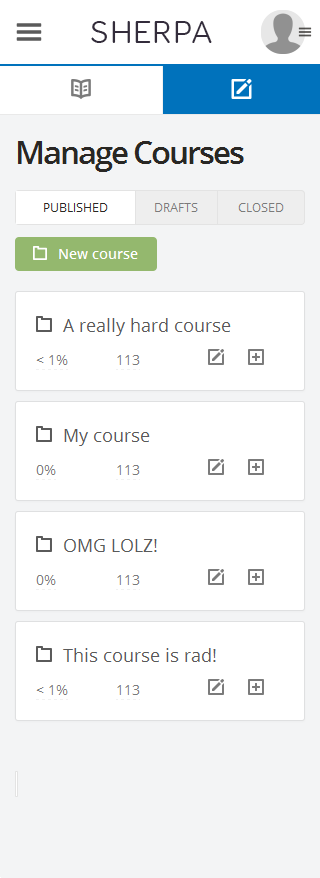 SHERPA
Manage Courses
PUBLISHED DRAFTS CLOSED
New course
A really hard course
< 1% 113
My course
0% 113
OMG LOLZ!
0% 113
This course is rad!
< 1% 113